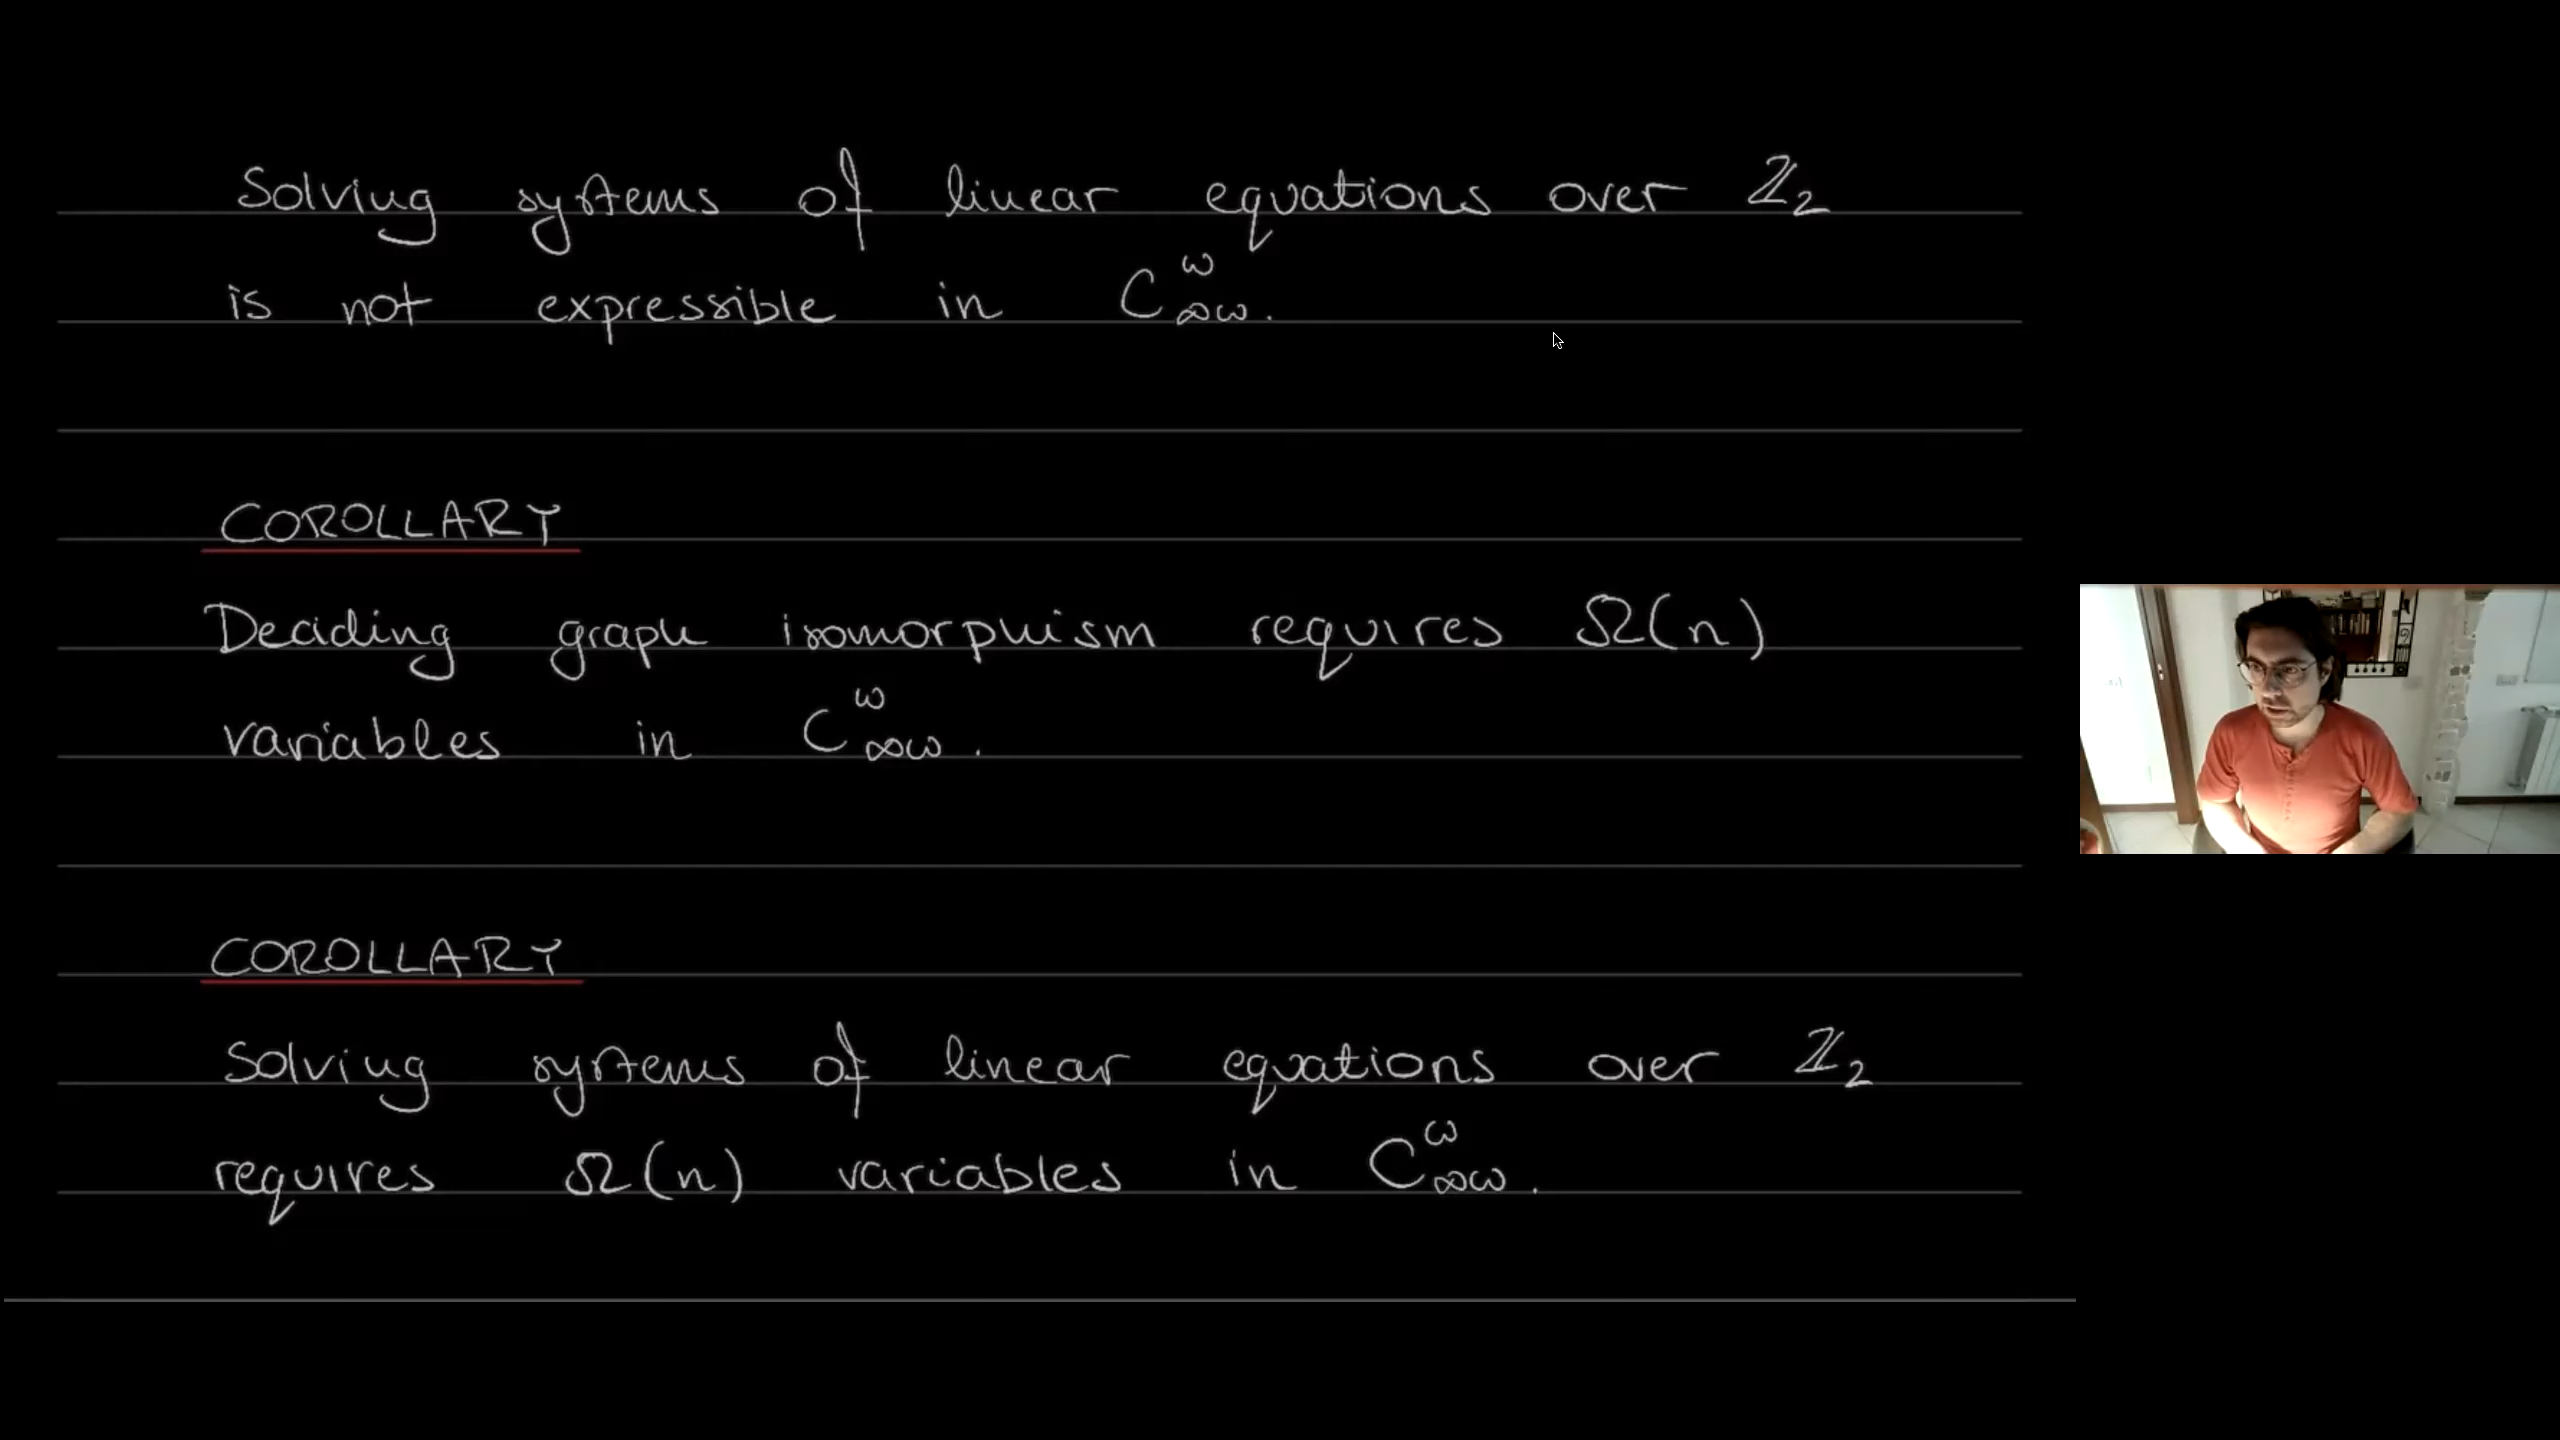 Solving systems of linear equations over ℤ₂
is not expressible in C^ω_∞ω.
COROLLARY
Deciding graph isomorphism requires Ω(n)
variables in C^ω_∞ω.
COROLLARY
Solving systems of linear equations over ℤ₂
requires Ω(n) variables in C^ω_∞ω.